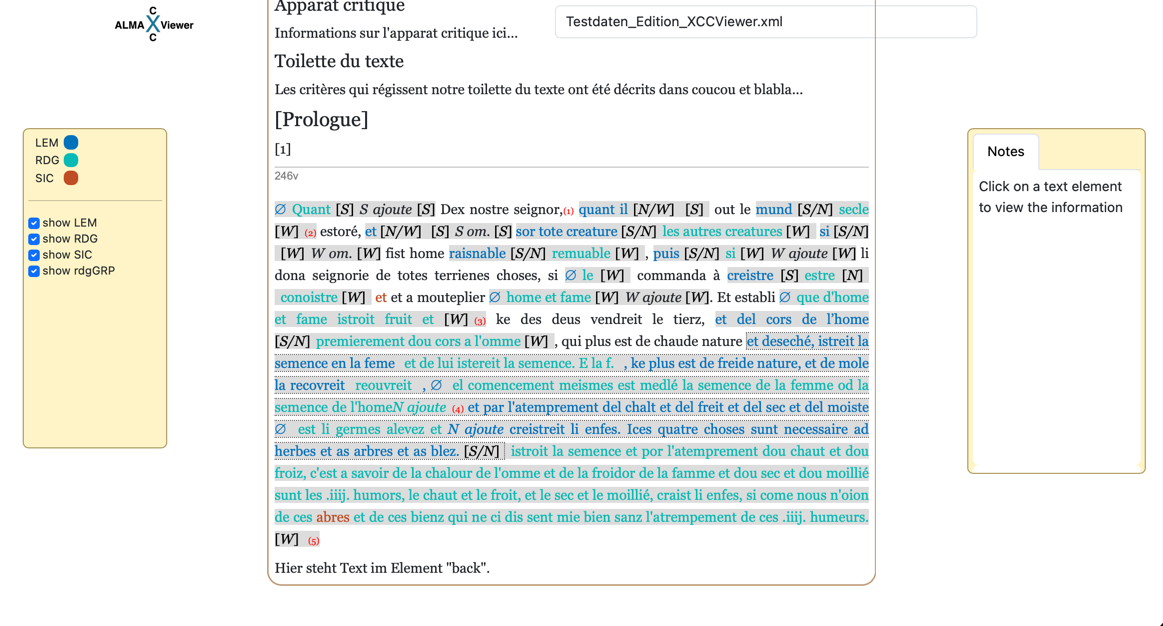 C
ALMA X Viewer
C
Apparat critique
Testdaten_Edition_XCCViewer.xml
Informations sur l'apparat critique ici...
Toilette du texte
Les critères qui régissent notre toilette du texte ont été décrits dans coucou et blabla...
[Prologue]
[1]
246v
LEM
RDG
SIC
show LEM
show RDG
show SIC
show rdgGRP
∅ Quant [S] S ajoute [S] Dex nostre seignor,(1) quant il [N/W] [S] out le mund [S/N] secle
[W] (2) estoré, et [N/W] [S] S om. [S] sor tote creature [S/N] les autres creatures [W] si [S/N]
[W] W om. [W] fist home raisnable [S/N] remuable [W] , puis [S/N] si [W] W ajoute [W] li
dona seignorie de totes terrienes choses, si ∅ le [W] commanda à creistre [S] estre [N]
conoistre [W] et et a mouteplier ∅ home et fame [W] W ajoute [W]. Et establi ∅ que d'home
et fame istroit fruit et [W] (3) ke des deus vendreit le tierz, et del cors de l’home
[S/N] premierement dou cors a l'omme [W] , qui plus est de chaude nature et deseché, istreit la
semence en la feme et de lui istereit la semence. E la f. , ke plus est de freide nature, et de mole
la recovreit reouvreit , ∅ el comencement meismes est medlé la semence de la femme od la
semence de l'homeN ajoute (4) et par l'atemprement del chalt et del freit et del sec et del moiste
∅ est li germes alevez et N ajoute creistreit li enfes. Ices quatre choses sunt necessaire ad
herbes et as arbres et as blez. [S/N] istroit la semence et por l'atemprement dou chaut et dou
froiz, c'est a savoir de la chalour de l'omme et de la froidor de la famme et dou sec et dou moillié
sunt les .iiij. humors, le chaut et le froit, et le sec et le moillié, craist li enfes, si come nous n'oion
de ces abres et de ces bienz qui ne ci dis sent mie bien sanz l'atrempement de ces .iiij. humeurs.
[W] (5)
Hier steht Text im Element "back".
Notes
Click on a text element
to view the information